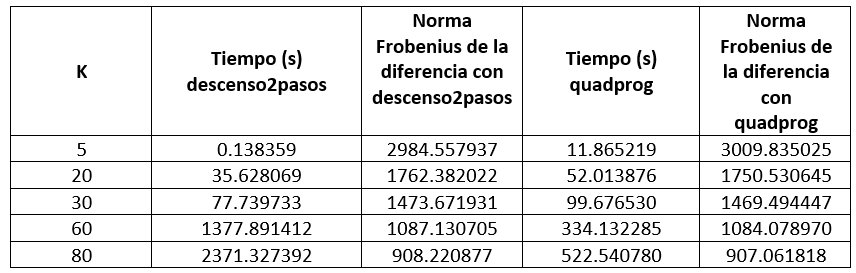 K
Tiempo (s)
descenso2pasos
Norma
Frobenius de la
diferencia con
descenso2pasos
Tiempo (s)
quadprog
Norma
Frobenius de
la diferencia
con
quadprog
5 0.138359 2984.557937 11.865219 3009.835025
20 35.628069 1762.382022 52.013876 1750.530645
30 77.739733 1473.671931 99.676530 1469.494447
60 1377.891412 1087.130705 334.132285 1084.078970
80 2371.327392 908.220877 522.540780 907.061818